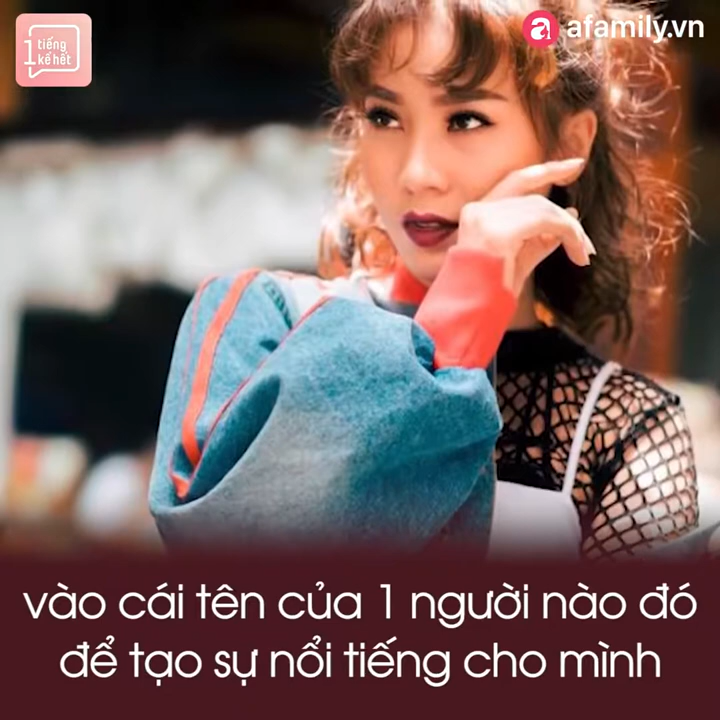 1 tiếng
kể hết
afamily.vn
vào cái tên của 1 người nào đó
để tạo sự nổi tiếng cho mình